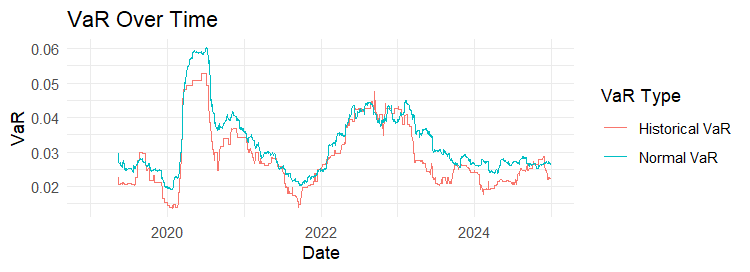 VaR Over Time
0.06
0.05
0.04
0.03
0.02
VaR
2020
2022
2024
Date
VaR Type
Historical VaR
Normal VaR